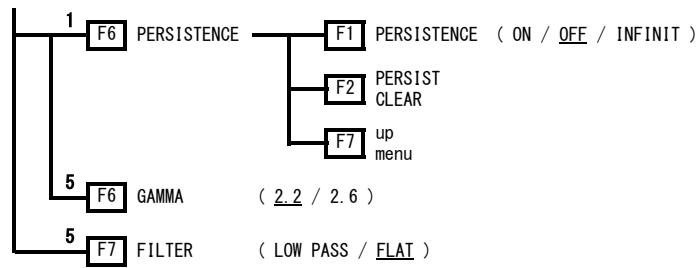 1 F6 PERSISTENCE F1 PERSISTENCE ( ON / OFF / INFINIT )
F2 PERSIST
CLEAR
F7 up
menu
5 F6 GAMMA ( 2.2 / 2.6 )
5 F7 FILTER ( LOW PASS / FLAT )